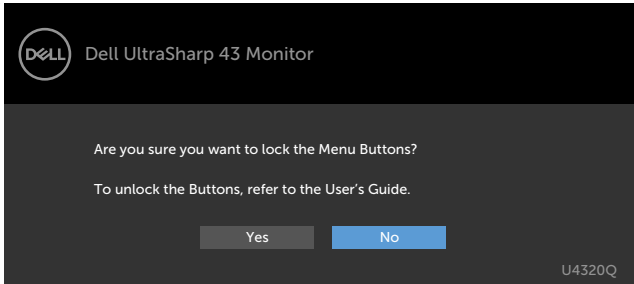 DELL
Dell UltraSharp 43 Monitor
Are you sure you want to lock the Menu Buttons?
To unlock the Buttons, refer to the User's Guide.
Yes
No
U4320Q